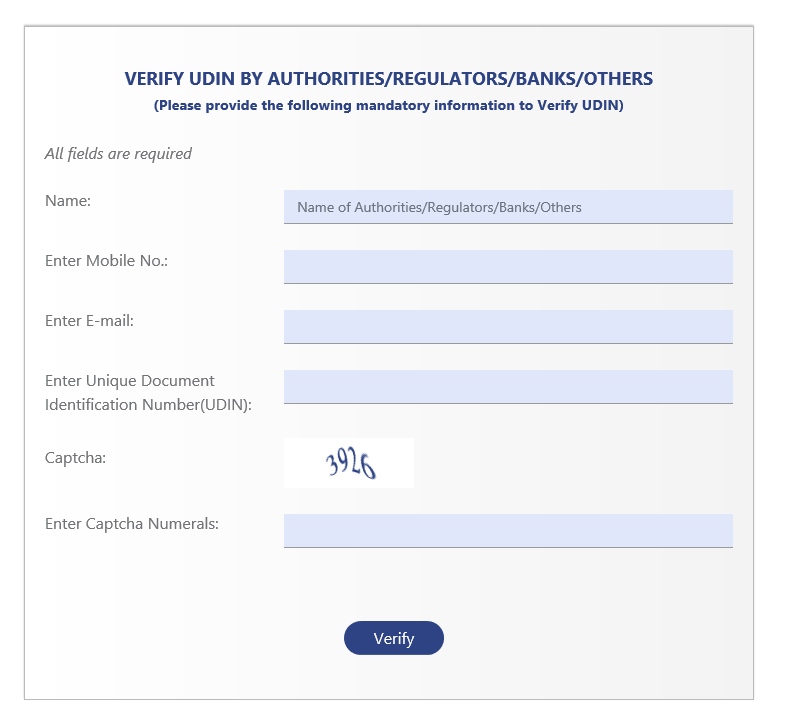 VERIFY UDIN BY AUTHORITIES/REGULATORS/BANKS/OTHERS
(Please provide the following mandatory information to Verify UDIN)
All fields are required
Name:
Name of Authorities/Regulators/Banks/Others
Enter Mobile No.:
Enter E-mail:
Enter Unique Document
Identification Number(UDIN):
Captcha:
3926
Enter Captcha Numerals:
Verify